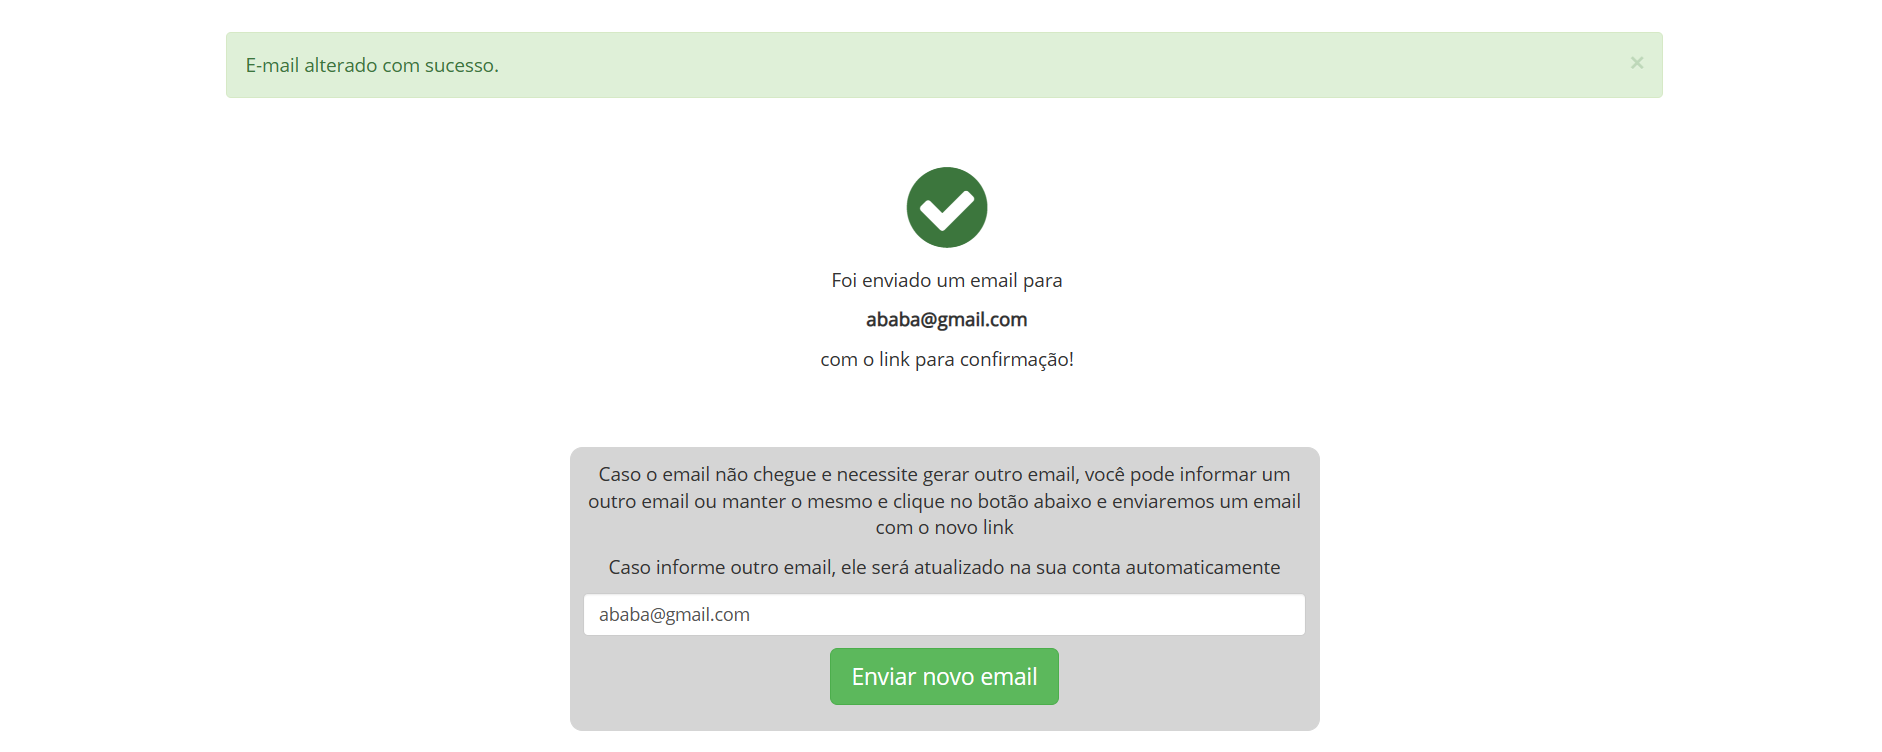 E-mail alterado com sucesso.
×
Foi enviado um email para
ababa@gmail.com
com o link para confirmação!
Caso o email não chegue e necessite gerar outro email, você pode informar um
outro email ou manter o mesmo e clique no botão abaixo e enviaremos um email
com o novo link
Caso informe outro email, ele será atualizado na sua conta automaticamente
ababa@gmail.com
Enviar novo email